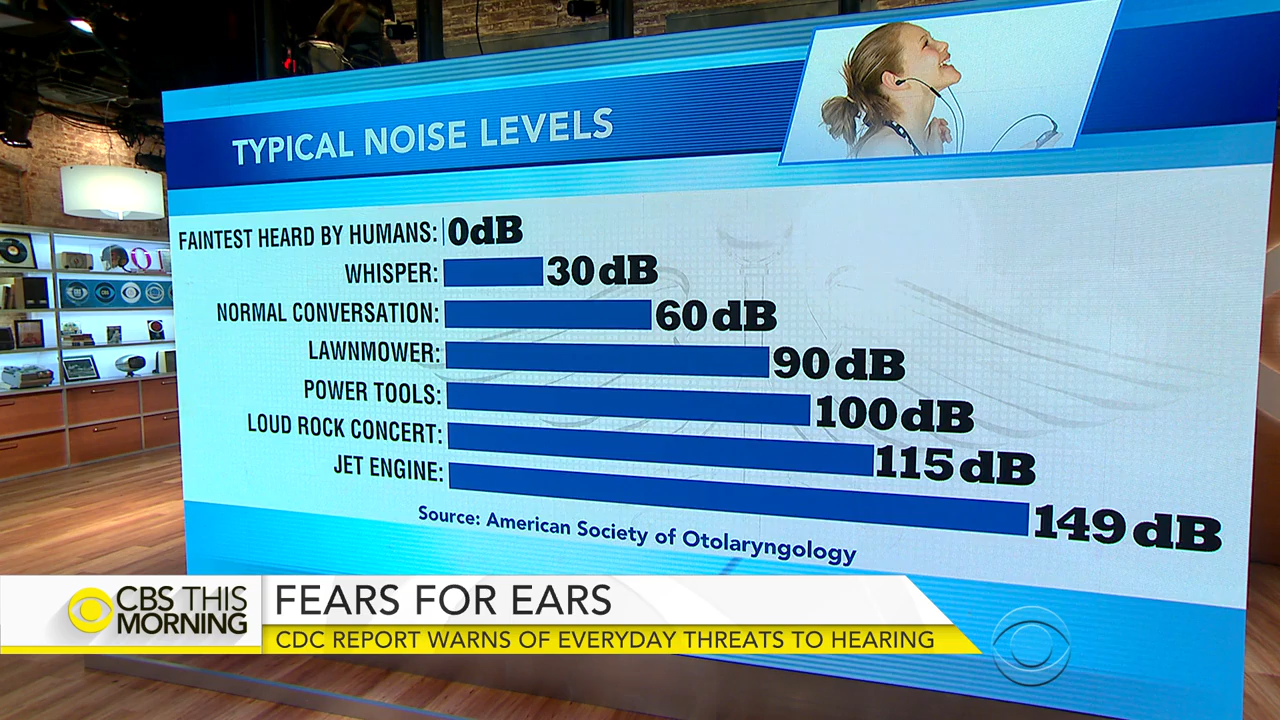 TYPICAL NOISE LEVELS
FAINTEST HEARD BY HUMANS: 0dB
WHISPER: 30dB
NORMAL CONVERSATION: 60dB
LAWNMOWER: 90dB
POWER TOOLS: 100dB
LOUD ROCK CONCERT: 115dB
JET ENGINE: 149dB
Source: American Society of Otolaryngology
CBS THIS
MORNING
FEARS FOR EARS
CDC REPORT WARNS OF EVERYDAY THREATS TO HEARING